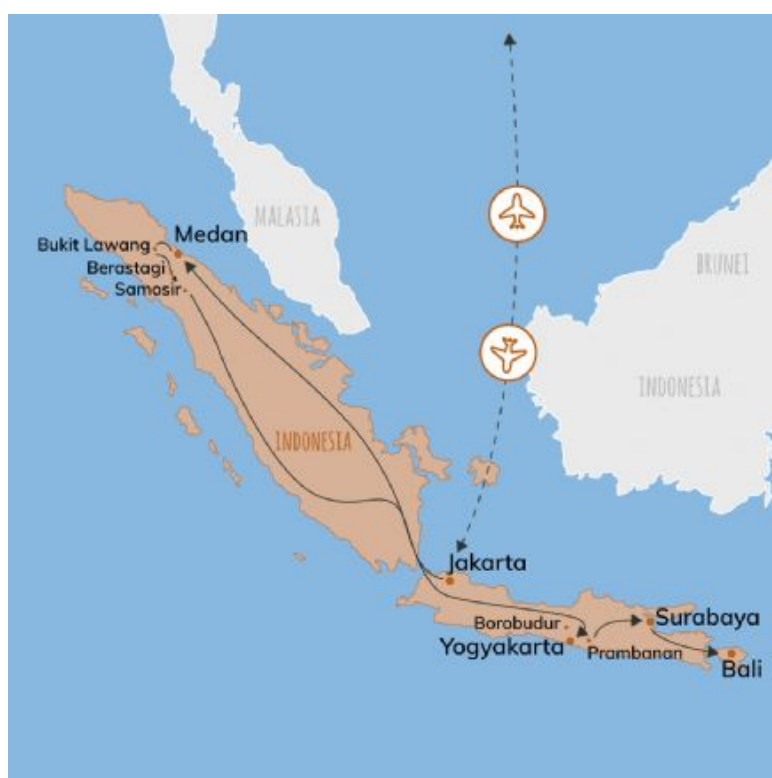 MALASIA
Medan
Bukit Lawang
Berastagi
Samosir
BRUNEI
INDONESIA
INDONESIA
Jakarta
Borobudur
Surabaya
Yogyakarta
Prambanan
Bali